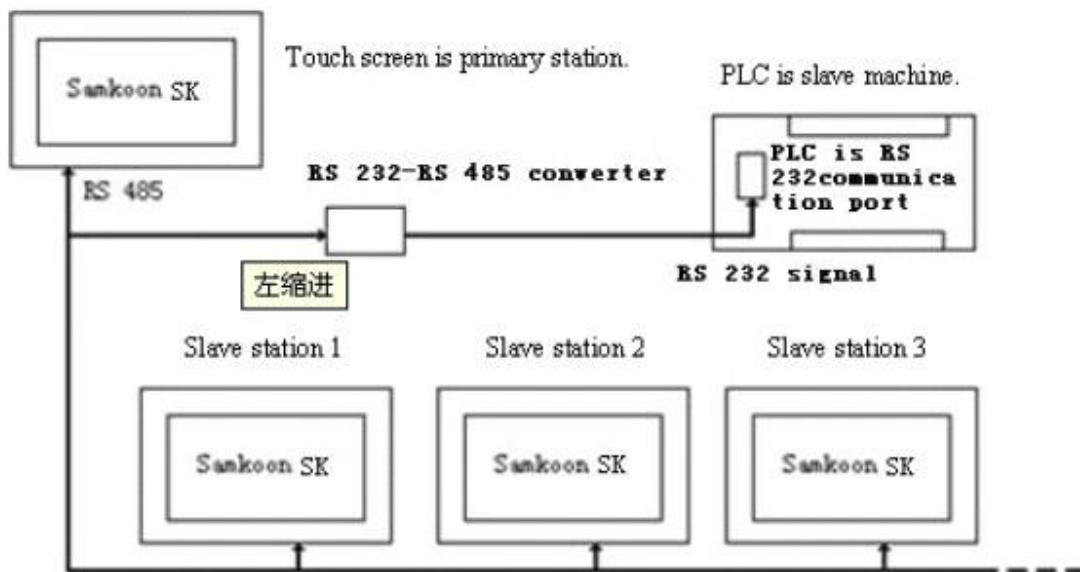 Samkoon SK
Touch screen is primary station.
PLC is slave machine.
RS 485
RS 232-RS 485 converter
PLC is RS
232communica
tion port
左缩进
RS 232 signal
Slave station 1
Slave station 2
Slave station 3
Samkoon SK
Samkoon SK
Samkoon SK